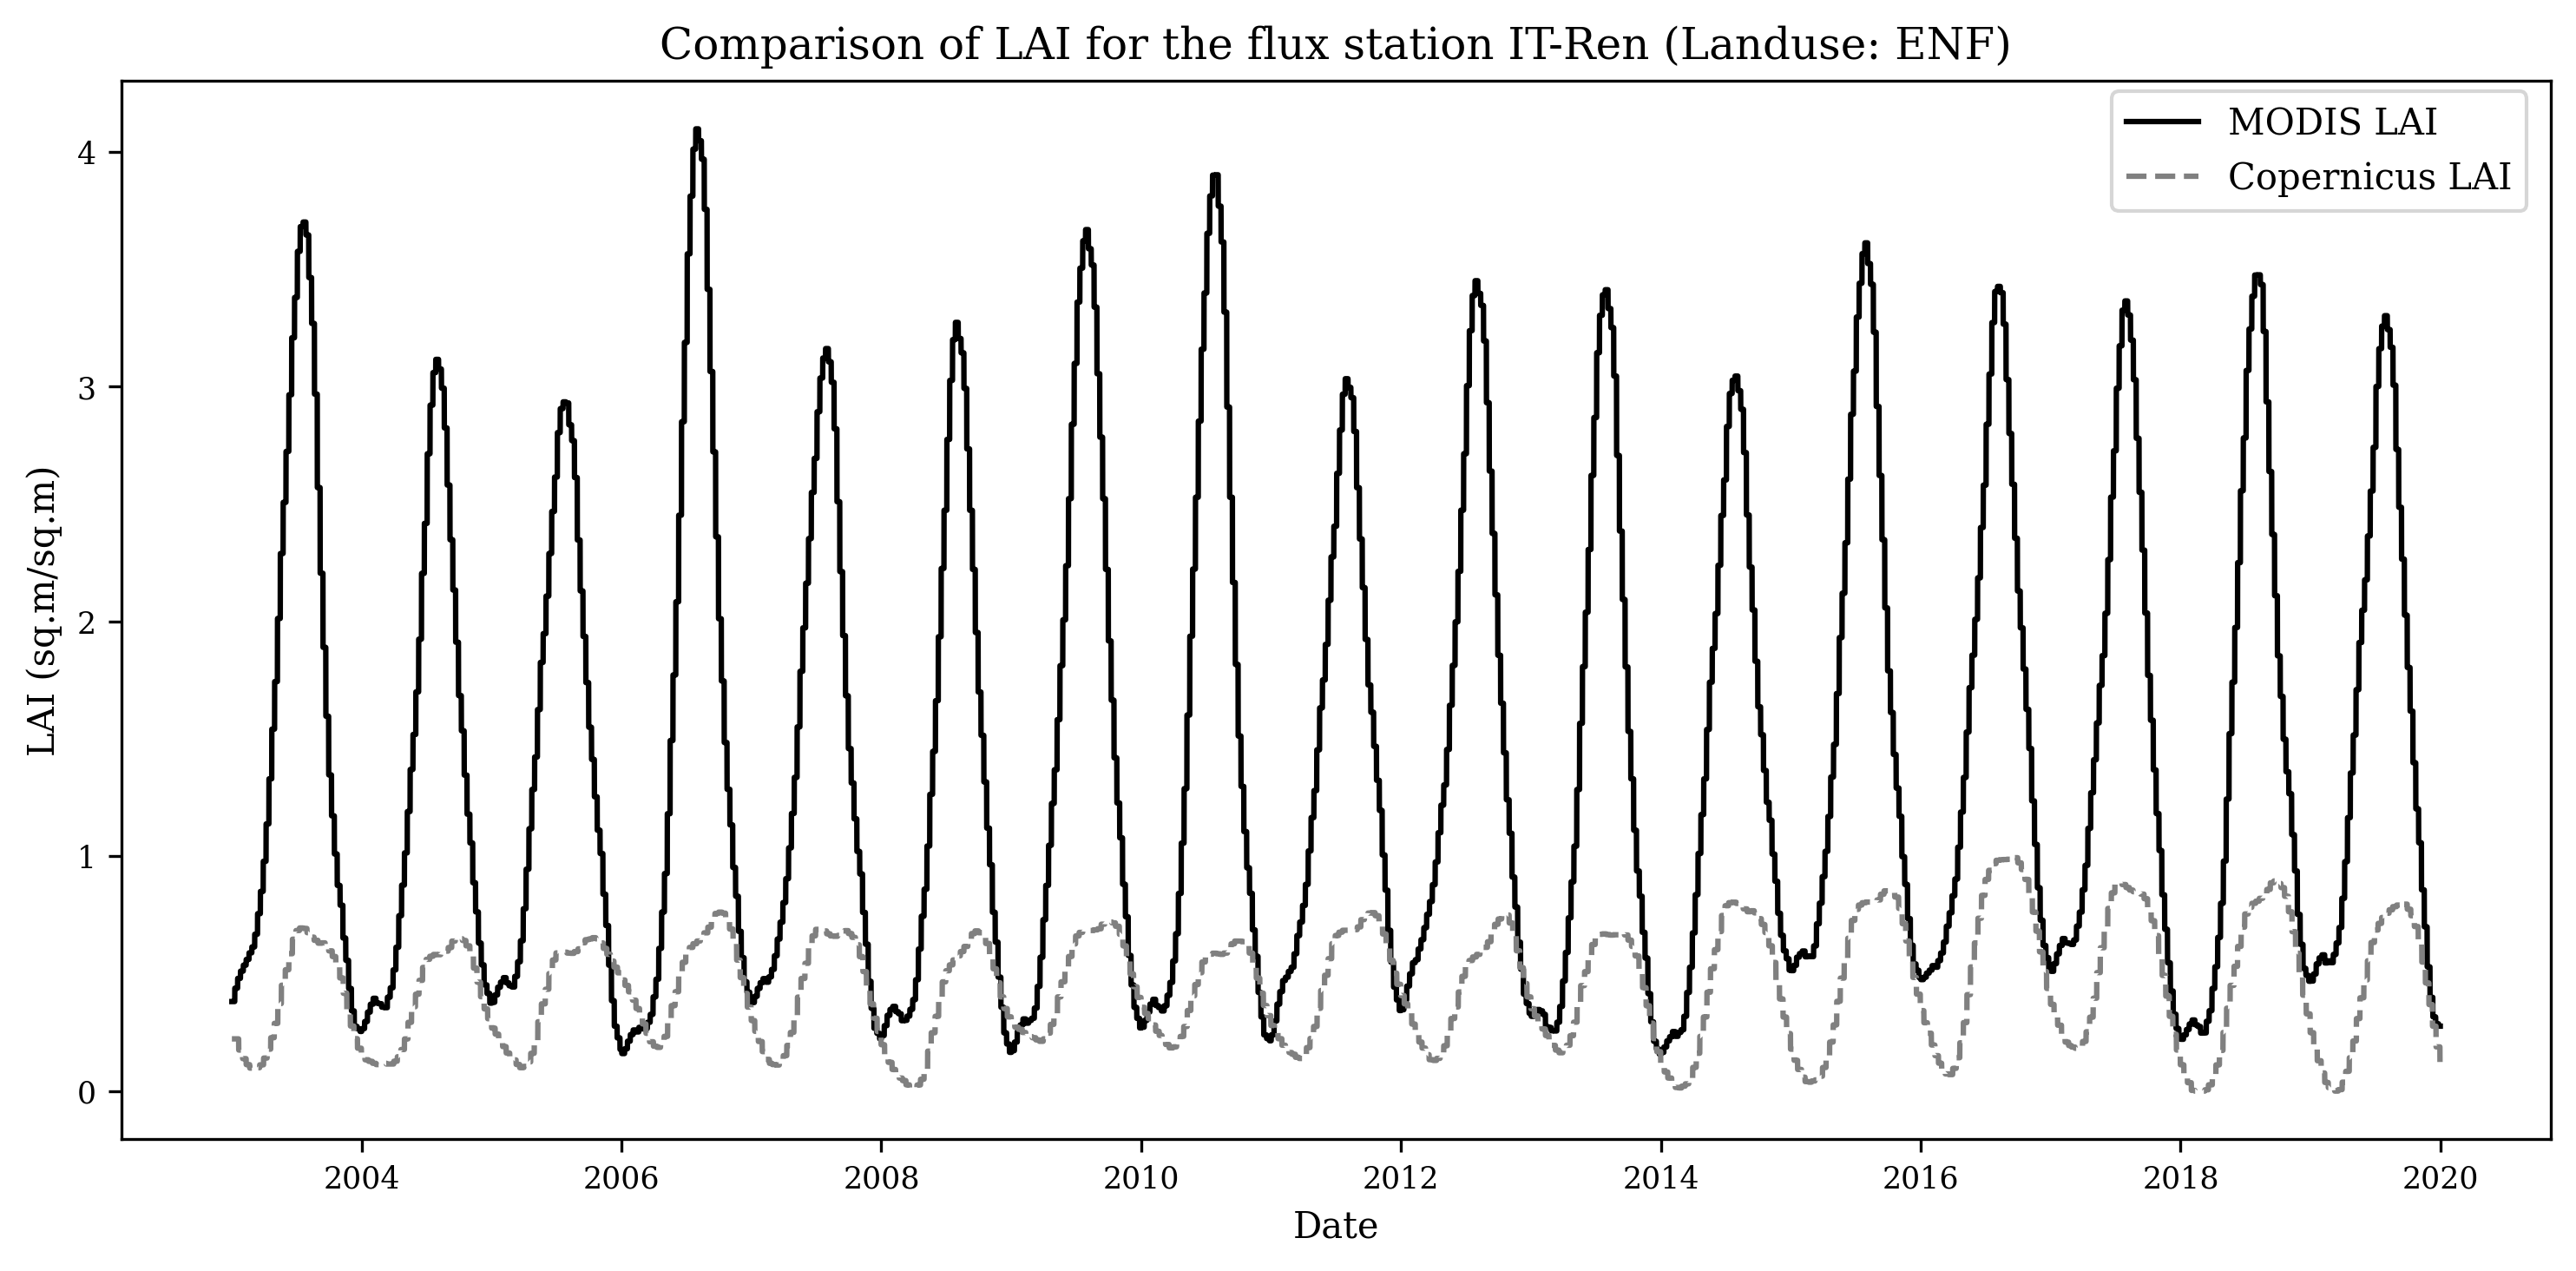 Comparison of LAI for the flux station IT-Ren (Landuse: ENF)
MODIS LAI
Copernicus LAI
LAI (sq.m/sq.m)
4
3
2
1
0
2004 2006 2008 2010 2012 2014 2016 2018 2020
Date